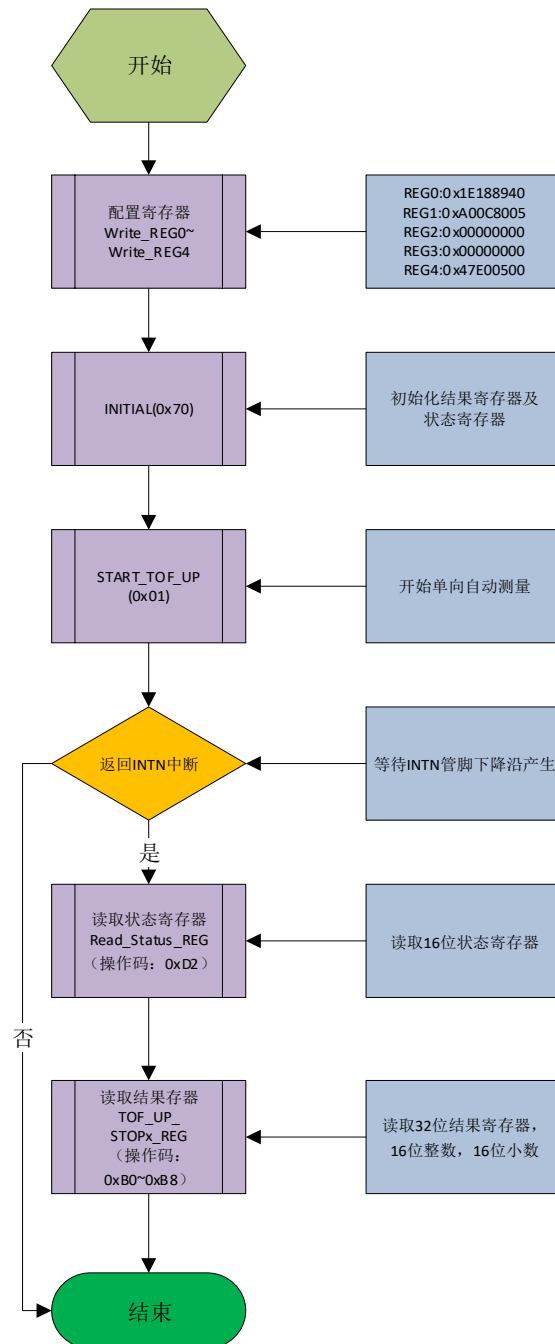 开始
配置寄存器
Write_REG0~
Write_REG4
REG0:0x1E188940
REG1:0xA00C8005
REG2:0x00000000
REG3:0x00000000
REG4:0x47E00500
INITIAL(0x70)
初始化结果寄存器及
状态寄存器
START_TOF_UP
(0x01)
开始单向自动测量
返回INTN中断
等待INTN管脚下降沿产生
是
读取状态寄存器
Read_Status_REG
（操作码：0xD2）
读取16位状态寄存器
否
读取结果存器
TOF_UP_
STOPx_REG
（操作码：
0xB0~0xB8）
读取32位结果寄存器，
16位整数，16位小数
结束